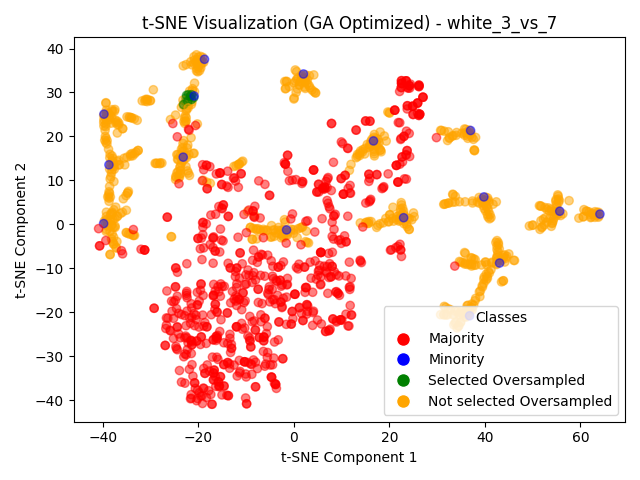 t-SNE Visualization (GA Optimized) - white_3_vs_7
t-SNE Component 2
40
30
20
10
0
−10
−20
−30
−40
−40
−20
0
20
40
60
t-SNE Component 1
Classes
Majority
Minority
Selected Oversampled
Not selected Oversampled